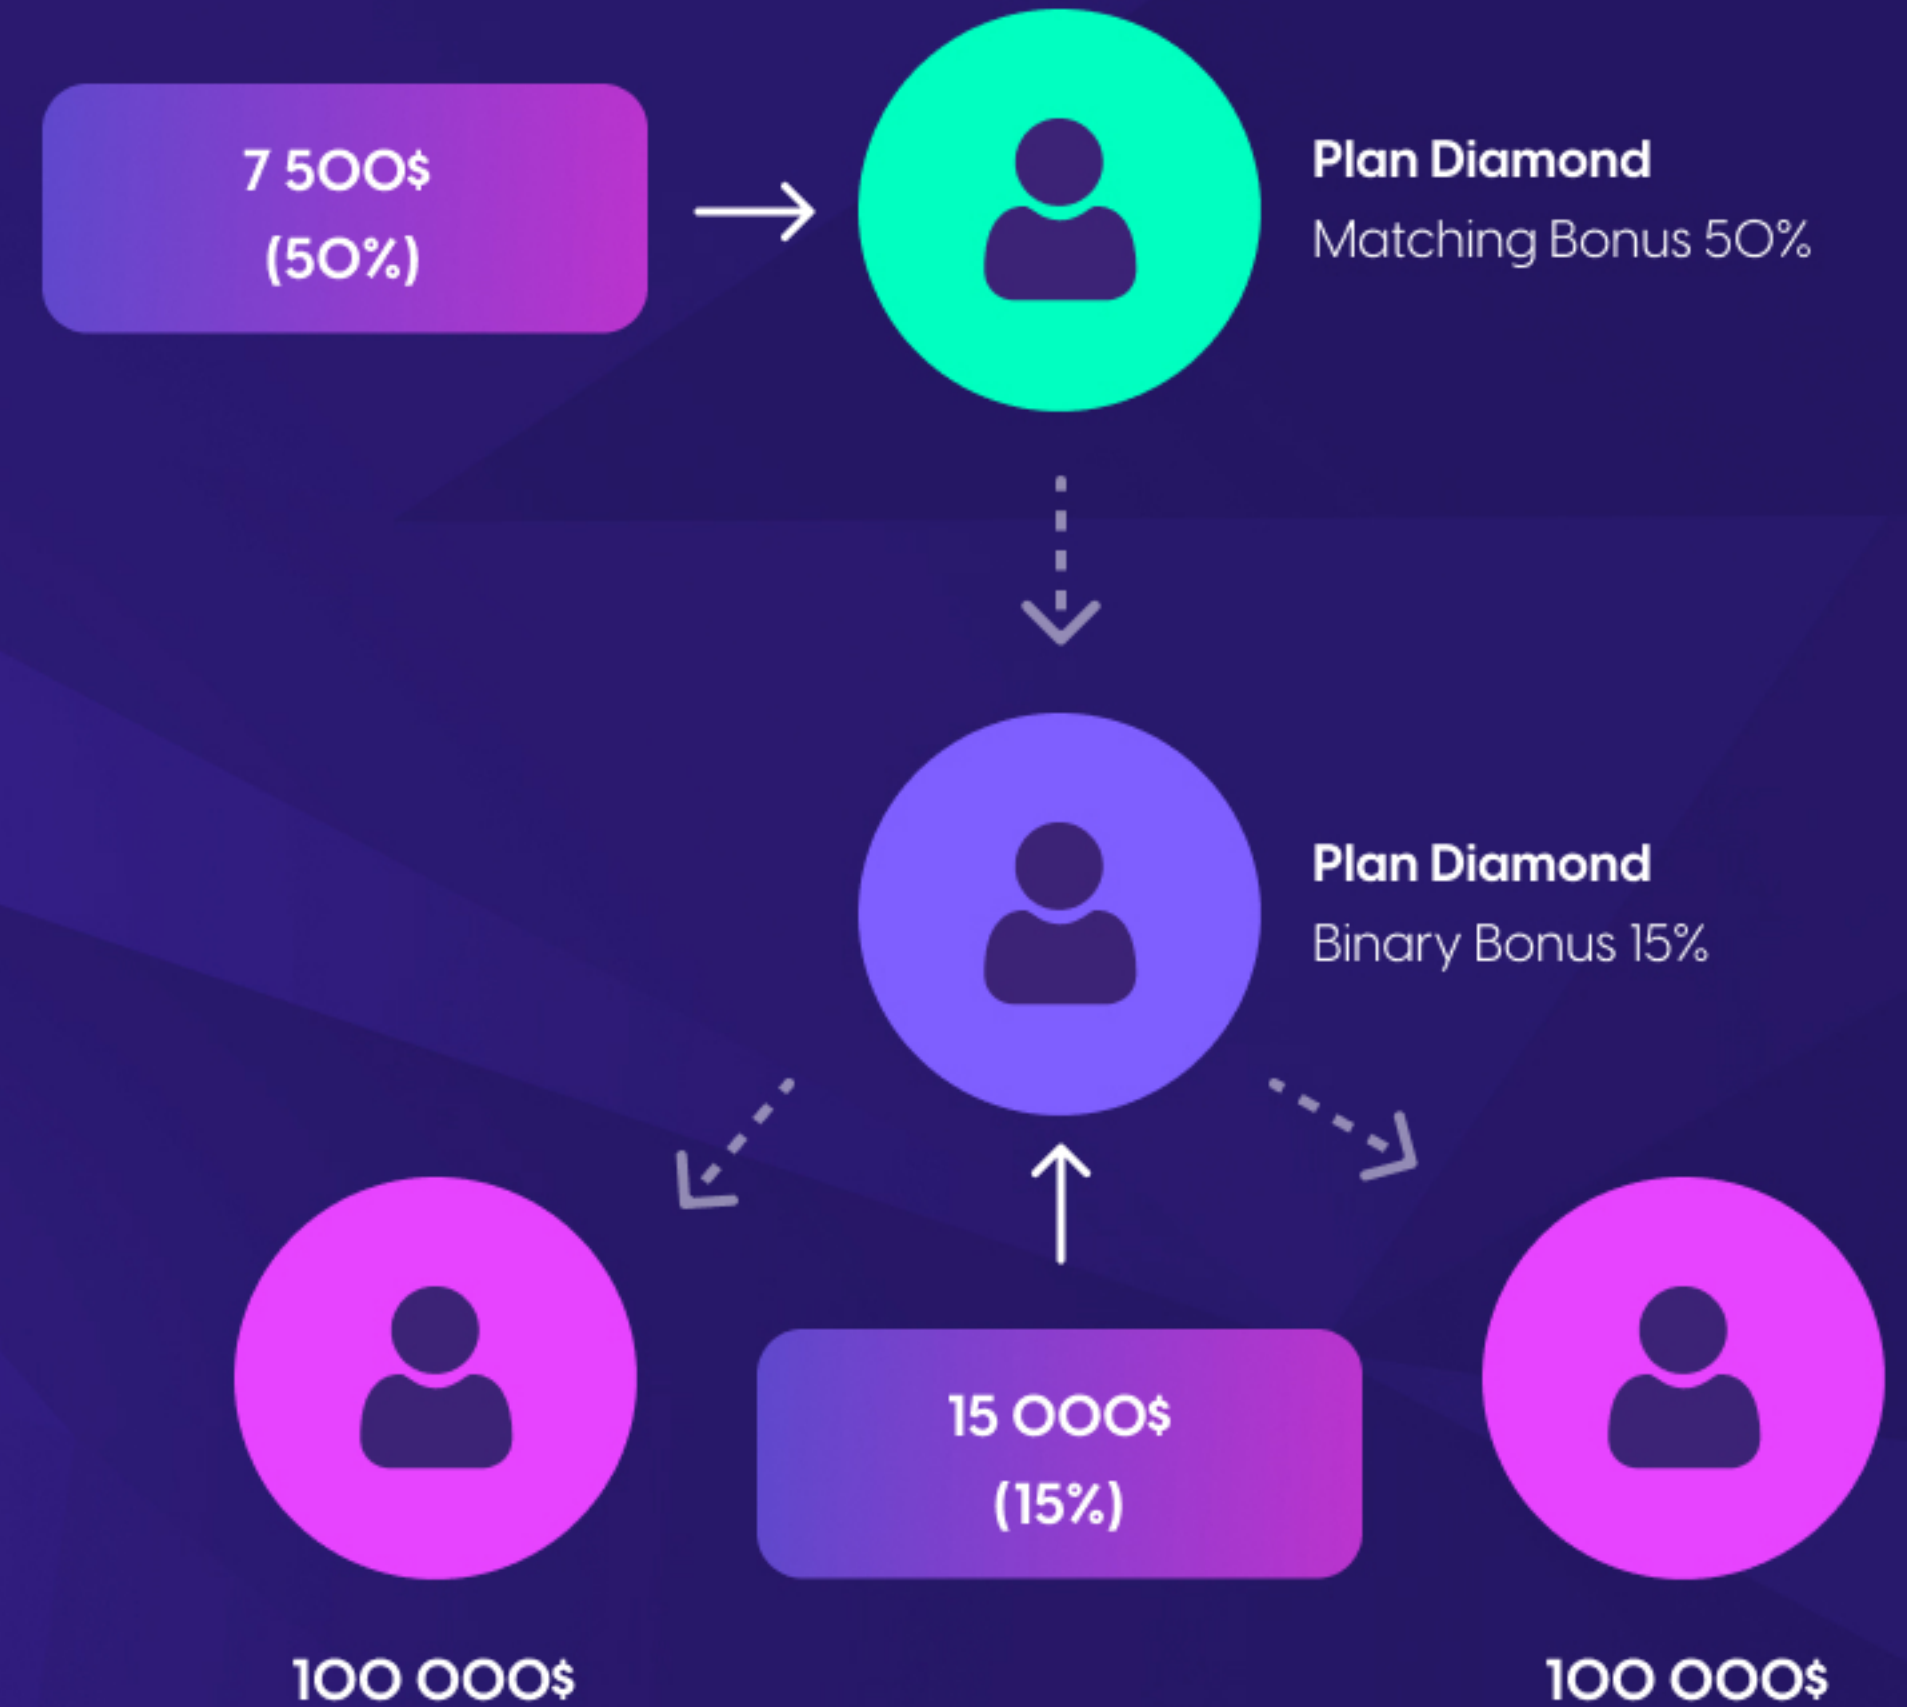 7 500$
(50%)
Plan Diamond
Matching Bonus 50%
Plan Diamond
Binary Bonus 15%
15 000$
(15%)
100 000$
100 000$